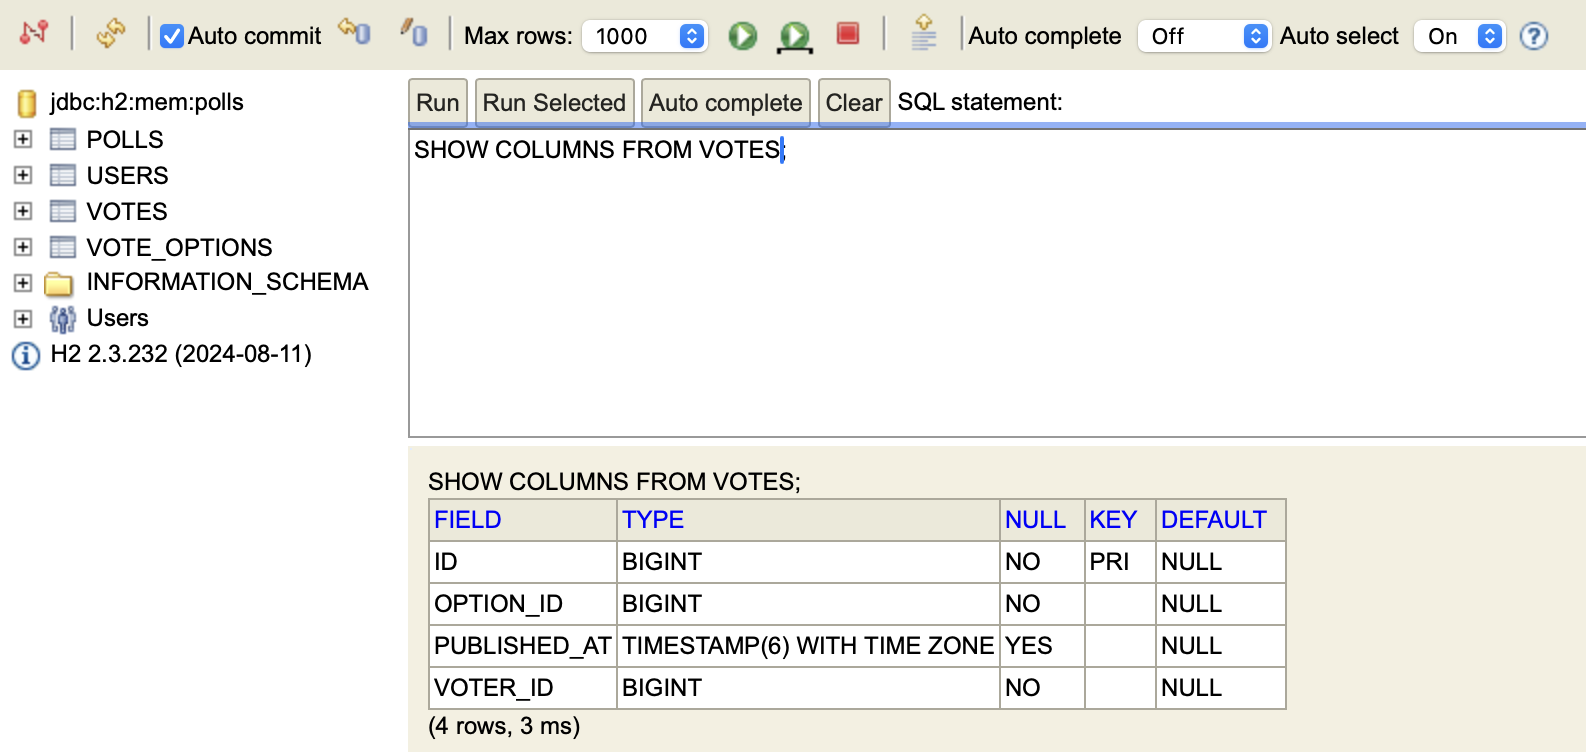 Auto commit Max rows: 1000 Auto complete Off Auto select On ?
jdbc:h2:mem:polls
POLLS
USERS
VOTES
VOTE_OPTIONS
INFORMATION_SCHEMA
Users
H2 2.3.232 (2024-08-11)
Run Run Selected Auto complete Clear SQL statement:
SHOW COLUMNS FROM VOTES;
SHOW COLUMNS FROM VOTES;
FIELD TYPE NULL KEY DEFAULT
ID BIGINT NO PRI NULL
OPTION_ID BIGINT NO NULL
PUBLISHED_AT TIMESTAMP(6) WITH TIME ZONE YES NULL
VOTER_ID BIGINT NO NULL
(4 rows, 3 ms)